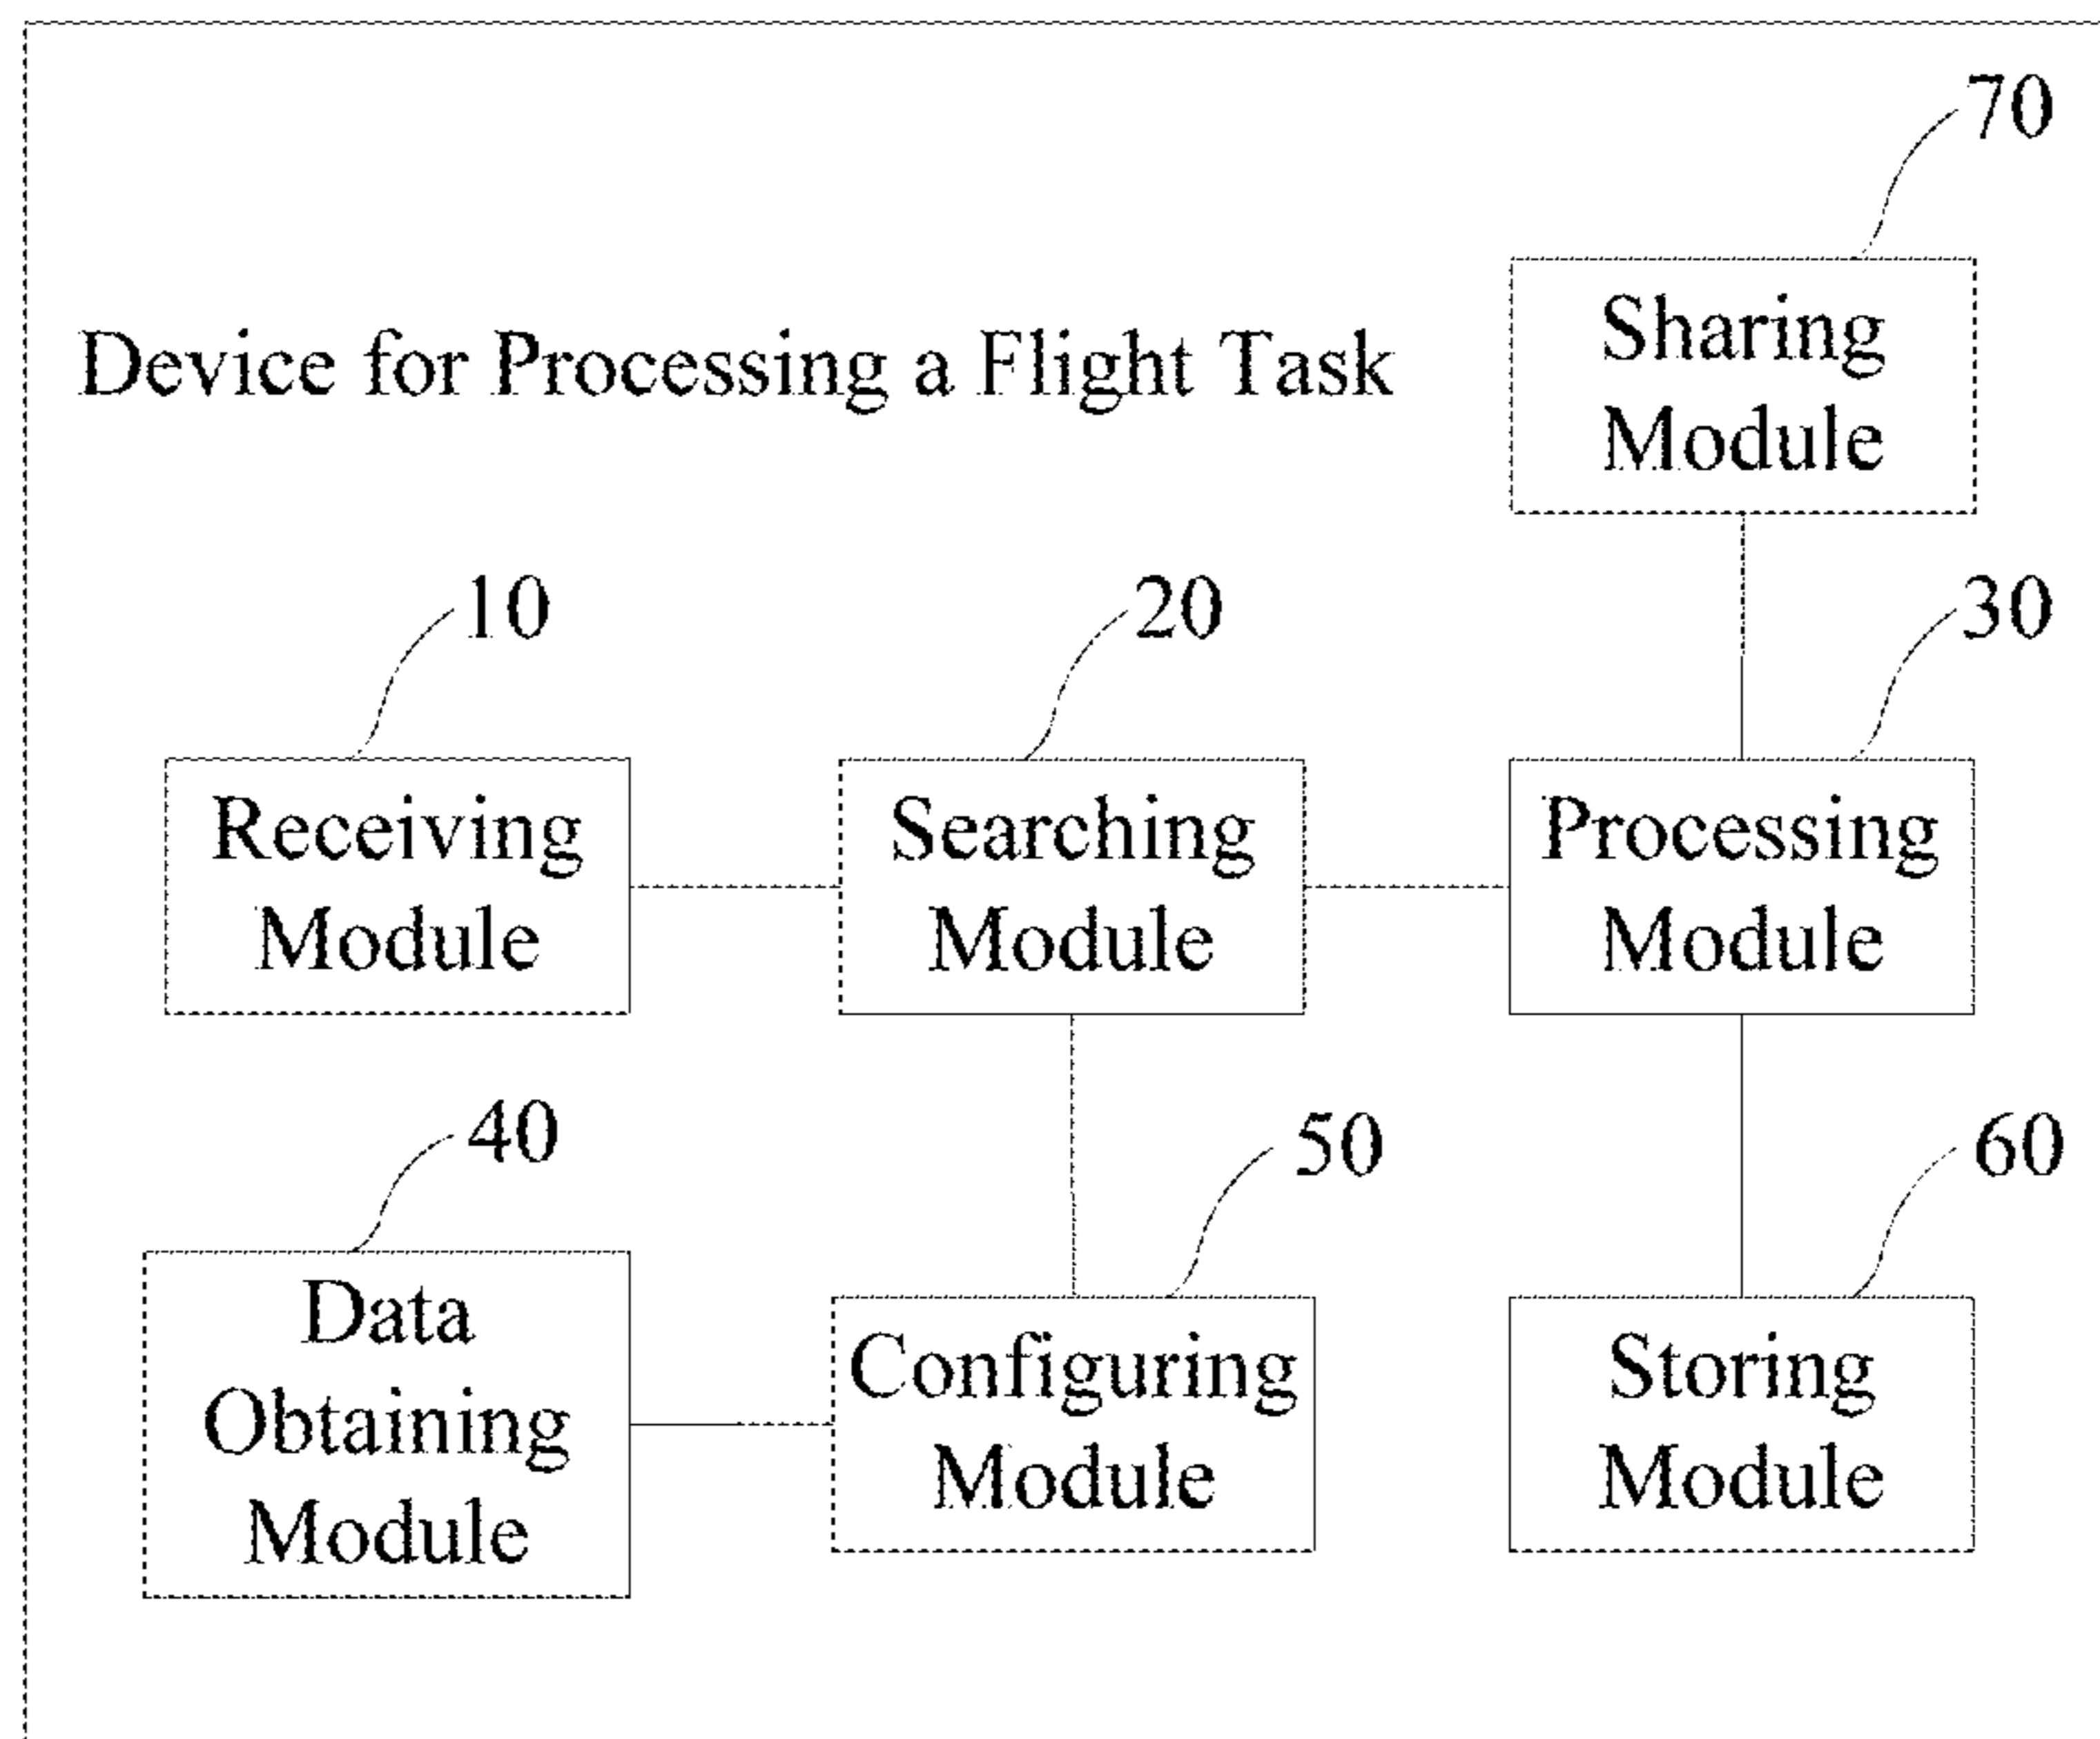 70
Sharing
Module
Device for Processing a Flight Task
10
20
30
Receiving
Module
Searching
Module
Processing
Module
40
50
60
Data
Obtaining
Module
Configuring
Module
Storing
Module